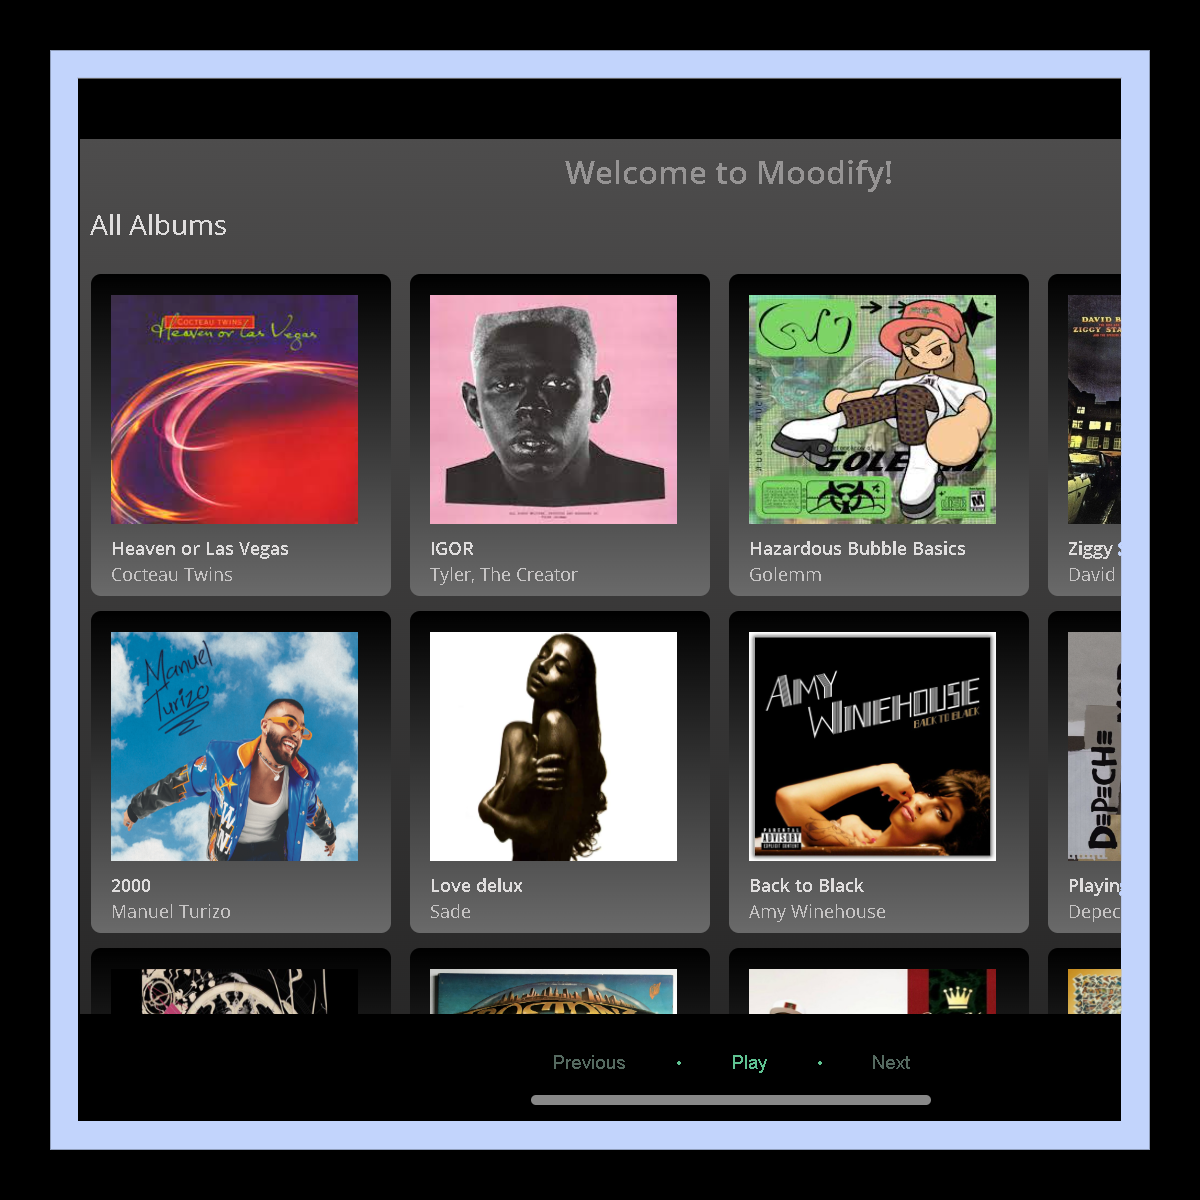 Welcome to Moodify!
All Albums
COCTEAU TWINS
Heaven or Las Vegas
GOLEM
DAVID B
ZIGGY STA
Heaven or Las Vegas
IGOR
Hazardous Bubble Basics
Ziggy
Cocteau Twins
Tyler, The Creator
Golemm
David
Manuel
Turizo
AMY
WINEHOUSE
BACK TO BLACK
PARENTAL
ADVISORY
EXPLICIT CONTENT
DEPECHE
2000
Love delux
Back to Black
Playing
Manuel Turizo
Sade
Amy Winehouse
Depec
BOSTON
Previous · Play · Next